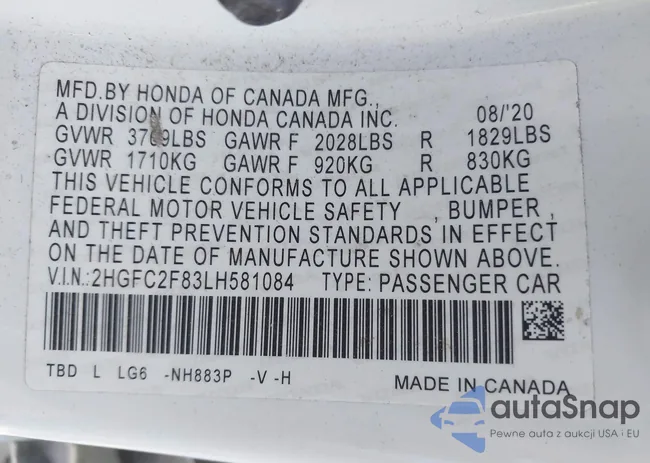 MFD.BY HONDA OF CANADA MFG.,
A DIVISION OF HONDA CANADA INC. 08/'20
GVWR 3769LBS GAWR F 2028LBS R 1829LBS
GVWR 1710KG GAWR F 920KG R 830KG
THIS VEHICLE CONFORMS TO ALL APPLICABLE
FEDERAL MOTOR VEHICLE SAFETY , BUMPER ,
AND THEFT PREVENTION STANDARDS IN EFFECT
ON THE DATE OF MANUFACTURE SHOWN ABOVE.
V.I.N.:2HGFC2F83LH581084 TYPE: PASSENGER CAR
TBD L LG6 -NH883P -V -H MADE IN CANADA
autaSnap
Pewne auta z aukcji USA i EU